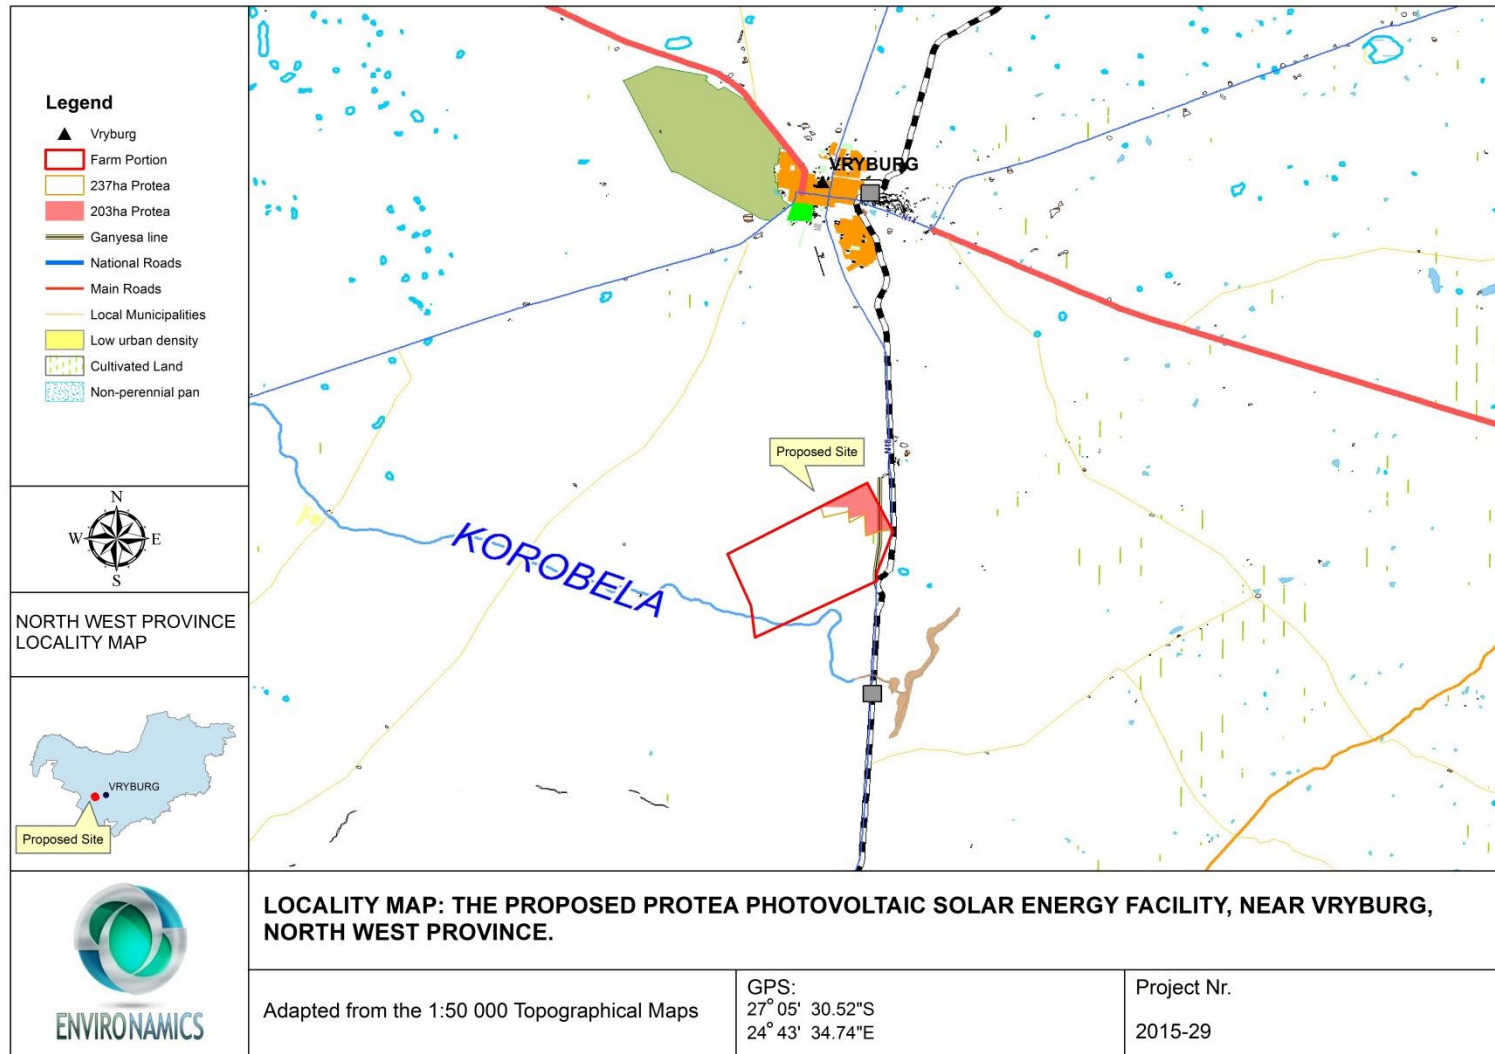 Legend
Vryburg
Farm Portion
237ha Protea
203ha Protea
Ganyesa line
National Roads
Main Roads
Local Municipalities
Low urban density
Cultivated Land
Non-perennial pan
N
W
E
S
NORTH WEST PROVINCE
LOCALITY MAP
VRYBURG
Proposed Site
ENVIRONAMICS
VRYBURG
N14
N18
Proposed Site
KOROBELA
LOCALITY MAP: THE PROPOSED PROTEA PHOTOVOLTAIC SOLAR ENERGY FACILITY, NEAR VRYBURG,
NORTH WEST PROVINCE.
Adapted from the 1:50 000 Topographical Maps
GPS:
27° 05' 30.52"S
24° 43' 34.74"E
Project Nr.
2015-29